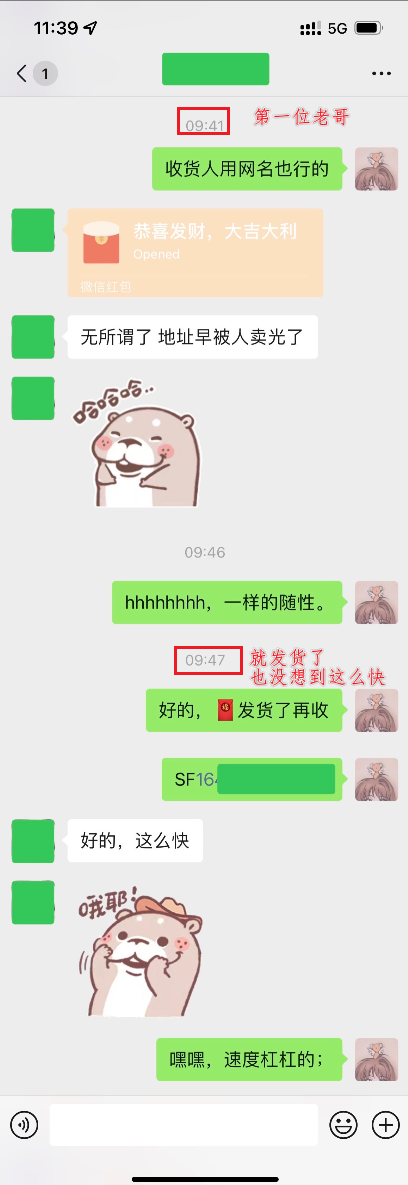 11:39
5G
1
09:41
第一位老哥
收货人用网名也行的
恭喜发财，大吉大利
Opened
微信红包
无所谓了 地址早被人卖光了
哈哈哈..
09:46
hhhhhhhh，一样的随性。
09:47
就发货了
也没想到这么快
好的，🧧发货了再收
SF164
好的，这么快
哦耶!
嘿嘿，速度杠杠的；